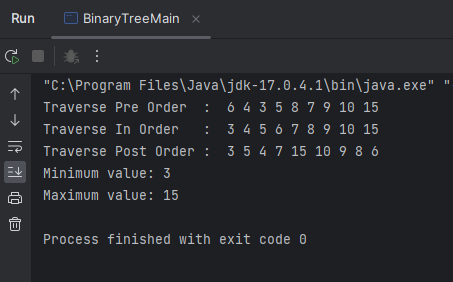 Run BinaryTreeMain
"C:\Program Files\Java\jdk-17.0.4.1\bin\java.exe" "
Traverse Pre Order  :  6 4 3 5 8 7 9 10 15
Traverse In Order   :  3 4 5 6 7 8 9 10 15
Traverse Post Order :  3 5 4 7 15 10 9 8 6
Minimum value: 3
Maximum value: 15
Process finished with exit code 0